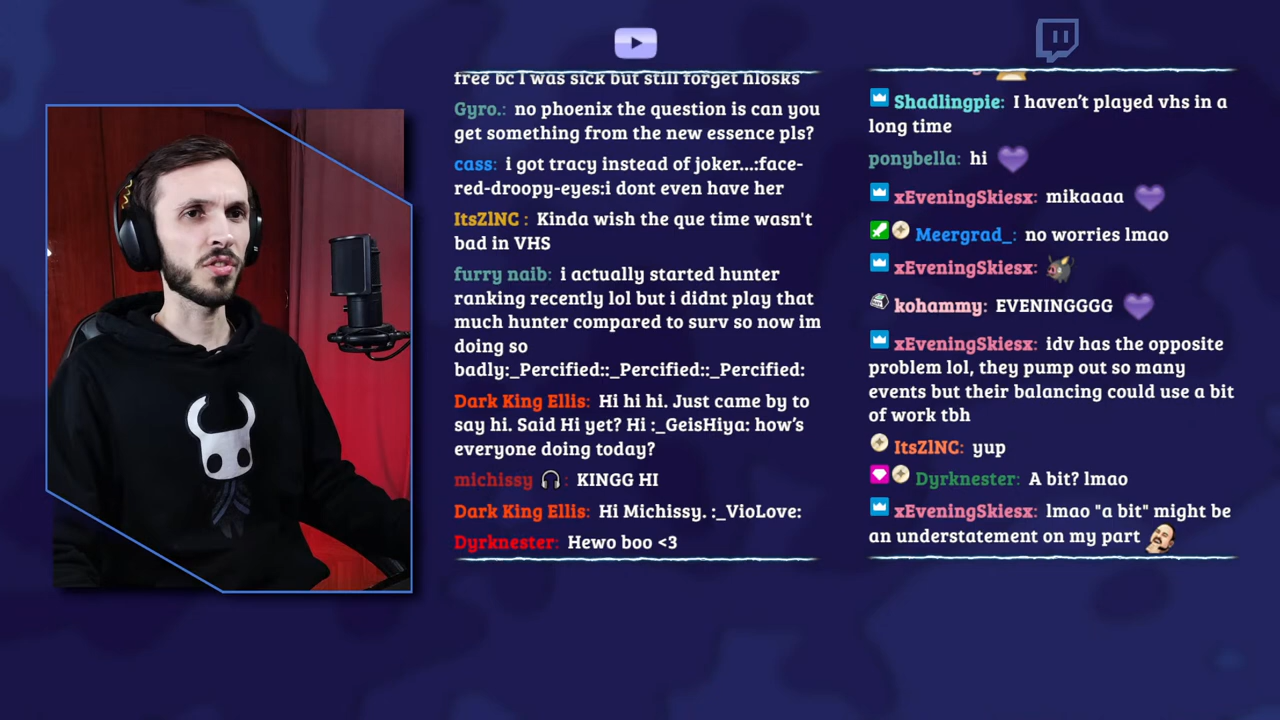 free bc I was sick but still forget hiosks
Gyro.: no phoenix the question is can you
get something from the new essence pls?
cass: i got tracy instead of joker...:face-
red-droopy-eyes:i dont even have her
ItsZlNC : Kinda wish the que time wasn't
bad in VHS
furry naib: i actually started hunter
ranking recently lol but i didnt play that
much hunter compared to surv so now im
doing so
badly:_Percified::_Percified::_Percified:
Dark King Ellis: Hi hi hi. Just came by to
say hi. Said Hi yet? Hi :_GeisHiya: how's
everyone doing today?
michissy : KINGG HI
Dark King Ellis: Hi Michissy. :_VioLove:
Dyrknester: Hewo boo <3
Shadlingpie: I haven't played vhs in a
long time
ponybella: hi
xEveningSkiesx: mikaaaa
Meergrad_: no worries lmao
xEveningSkiesx:
kohammy: EVENINGGGG
xEveningSkiesx: idv has the opposite
problem lol, they pump out so many
events but their balancing could use a bit
of work tbh
ItsZlNC: yup
Dyrknester: A bit? lmao
xEveningSkiesx: lmao "a bit" might be
an understatement on my part